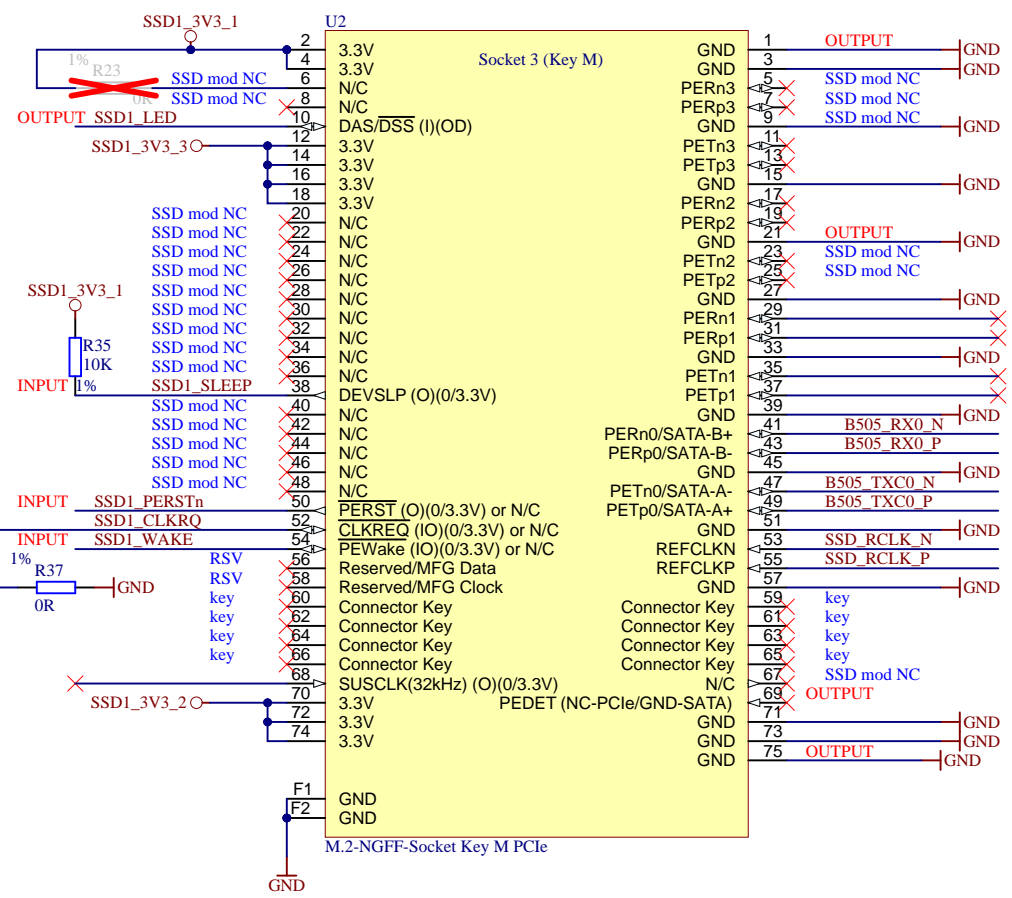 SSD1_3V3_1
U2
Socket 3 (Key M)
2 3.3V GND 1 OUTPUT GND
4 3.3V GND 3 GND
1%
R23
0R
SSD mod NC 6 N/C PERn3 5 SSD mod NC
SSD mod NC 8 N/C PERp3 7 SSD mod NC
OUTPUT SSD1_LED 10 DAS/DSS (I)(OD) GND 9 SSD mod NC GND
SSD1_3V3_3 12 3.3V PETn3 11
14 3.3V PETp3 13
16 3.3V GND 15 GND
18 3.3V PERn2 17
SSD mod NC 20 N/C PERp2 19
SSD mod NC 22 N/C GND 21 OUTPUT GND
SSD mod NC 24 N/C PETn2 23 SSD mod NC
SSD mod NC 26 N/C PETp2 25 SSD mod NC
SSD mod NC 28 N/C GND 27 GND
SSD mod NC 30 N/C PERn1 29
SSD mod NC 32 N/C PERp1 31
SSD mod NC 34 N/C GND 33 GND
SSD mod NC 36 N/C PETn1 35
SSD1_3V3_1
R35
10K
1%
INPUT SSD1_SLEEP 38 DEVSLP (O)(0/3.3V) PETp1 37
SSD mod NC 40 N/C GND 39 GND
SSD mod NC 42 N/C PERn0/SATA-B+ 41 B505_RX0_N
SSD mod NC 44 N/C PERp0/SATA-B- 43 B505_RX0_P
SSD mod NC 46 N/C GND 45 GND
SSD mod NC 48 N/C PETn0/SATA-A- 47 B505_TXC0_N
INPUT SSD1_PERSTn 50 PERST (O)(0/3.3V) or N/C PETp0/SATA-A+ 49 B505_TXC0_P
SSD1_CLKRQ 52 CLKREQ (IO)(0/3.3V) or N/C GND 51 GND
INPUT SSD1_WAKE 54 PEWake (IO)(0/3.3V) or N/C REFCLKN 53 SSD_RCLK_N
RSV 56 Reserved/MFG Data REFCLKP 55 SSD_RCLK_P
1%
R37
0R
GND
RSV 58 Reserved/MFG Clock GND 57 GND
key 60 Connector Key Connector Key 59 key
key 62 Connector Key Connector Key 61 key
key 64 Connector Key Connector Key 63 key
key 66 Connector Key Connector Key 65 key
68 SUSCLK(32kHz) (O)(0/3.3V) N/C 67 SSD mod NC
SSD1_3V3_2 70 3.3V PEDET (NC-PCIe/GND-SATA) 69 OUTPUT
72 3.3V GND 71 GND
74 3.3V GND 73 GND
GND 75 OUTPUT GND
F1 GND
F2 GND
M.2-NGFF-Socket Key M PCIe
GND